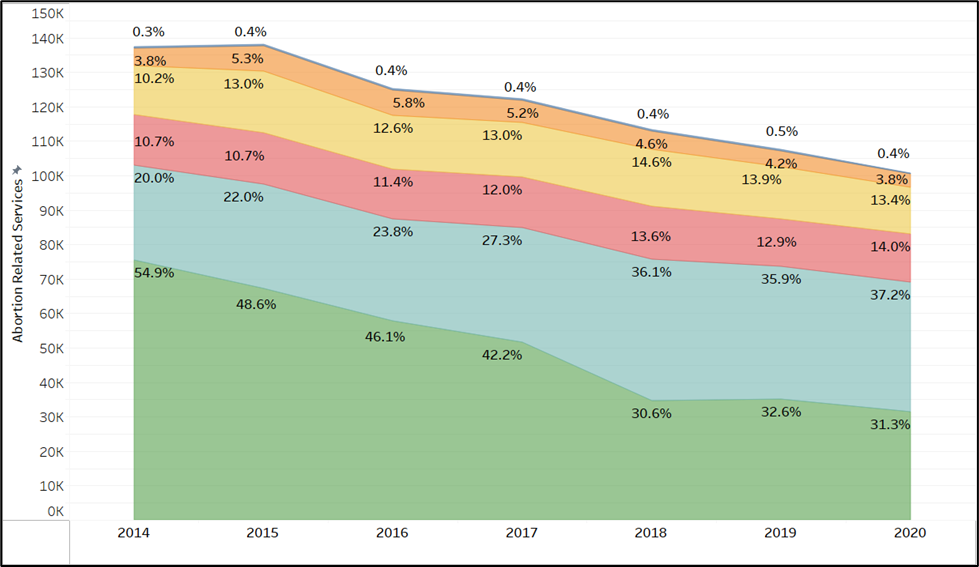 150K
140K
130K
120K
110K
100K
90K
80K
70K
60K
50K
40K
30K
20K
10K
0K
Abortion Related Services
0.3%
3.8%
10.2%
10.7%
20.0%
54.9%
0.4%
5.3%
13.0%
10.7%
22.0%
48.6%
0.4%
5.8%
12.6%
11.4%
23.8%
46.1%
0.4%
5.2%
13.0%
12.0%
27.3%
42.2%
0.4%
4.6%
14.6%
13.6%
36.1%
30.6%
0.5%
4.2%
13.9%
12.9%
35.9%
32.6%
0.4%
3.8%
13.4%
14.0%
37.2%
31.3%
2014 2015 2016 2017 2018 2019 2020